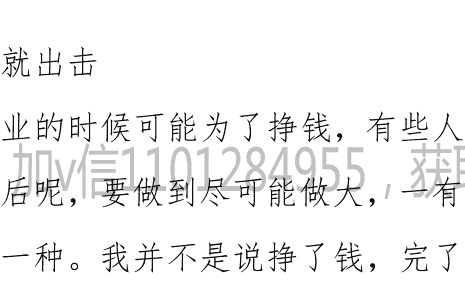 就出击
业的时候可能为了挣钱，有些人
加v信1101284955，获
后呢，要做到尽可能做大，一有
一种。我并不是说挣了钱，完了